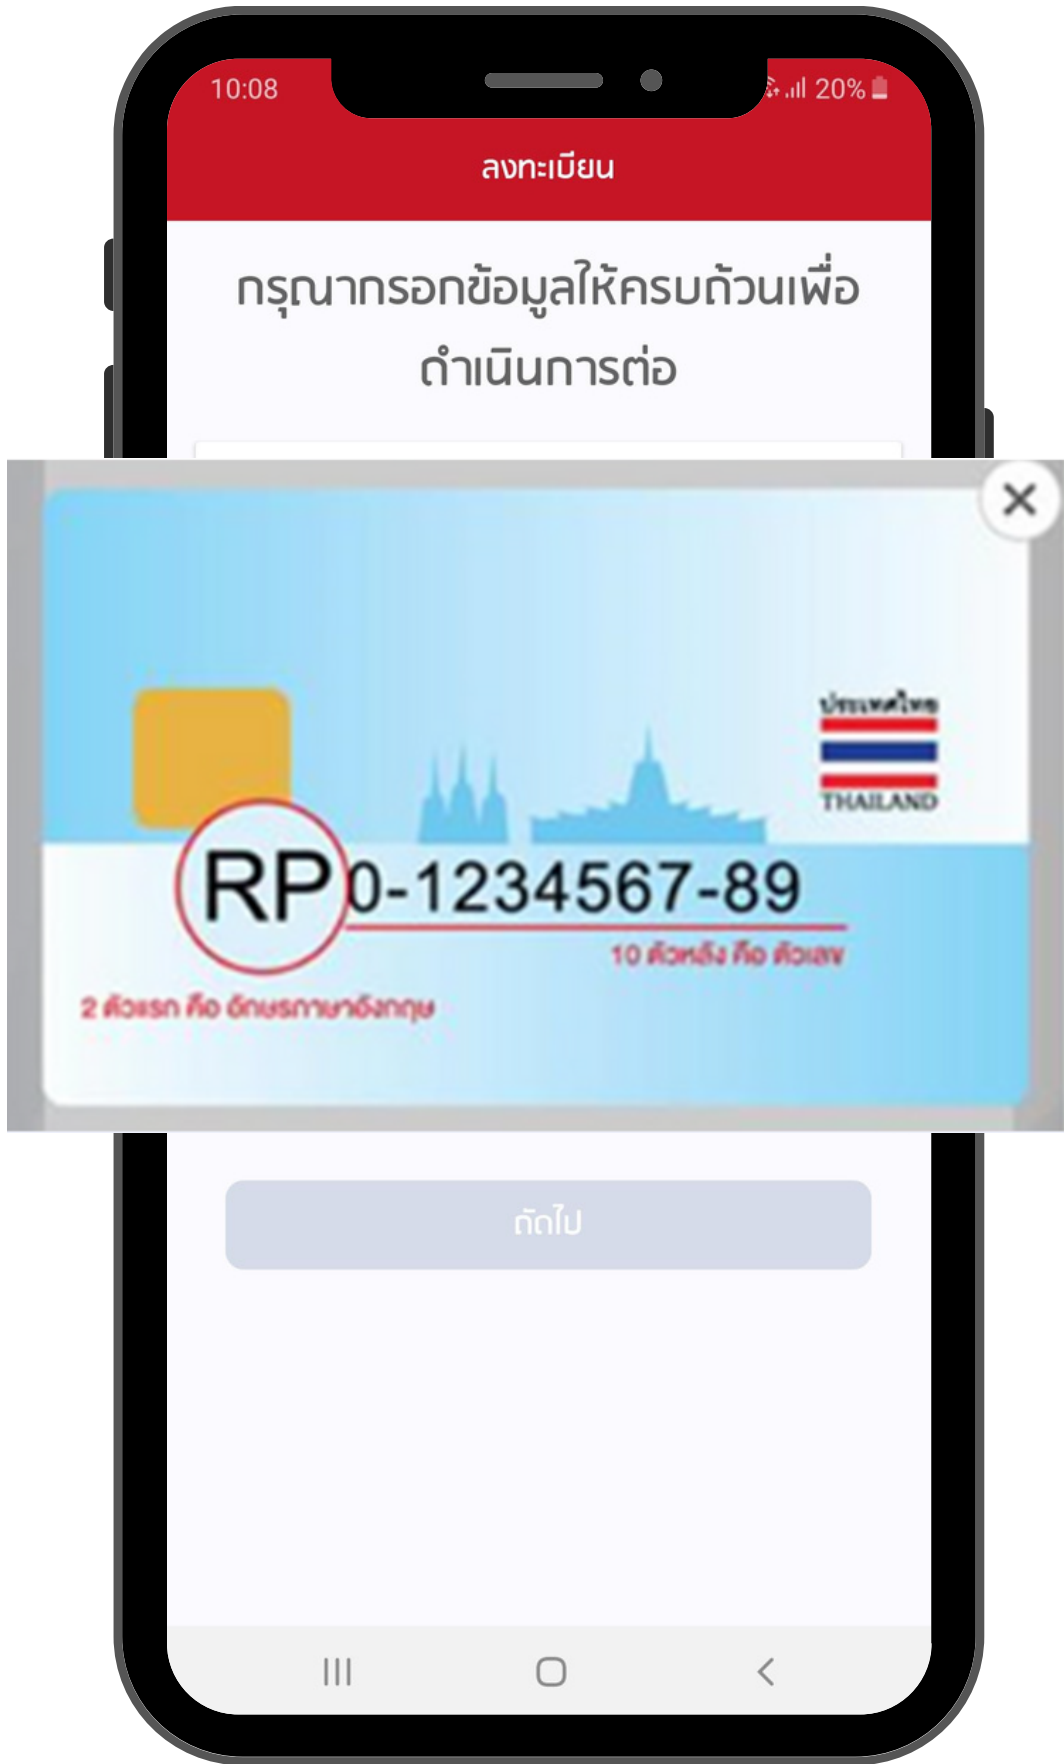 10:08
20%
ลงทะเบียน
กรุณากรอกข้อมูลให้ครบถ้วนเพื่อ
ดำเนินการต่อ
ประเทศไทย
THAILAND
RP0-1234567-89
10 ตัวหลัง คือ ตัวเลข
2 ตัวแรก คือ อักษรภาษาอังกฤษ
ถัดไป